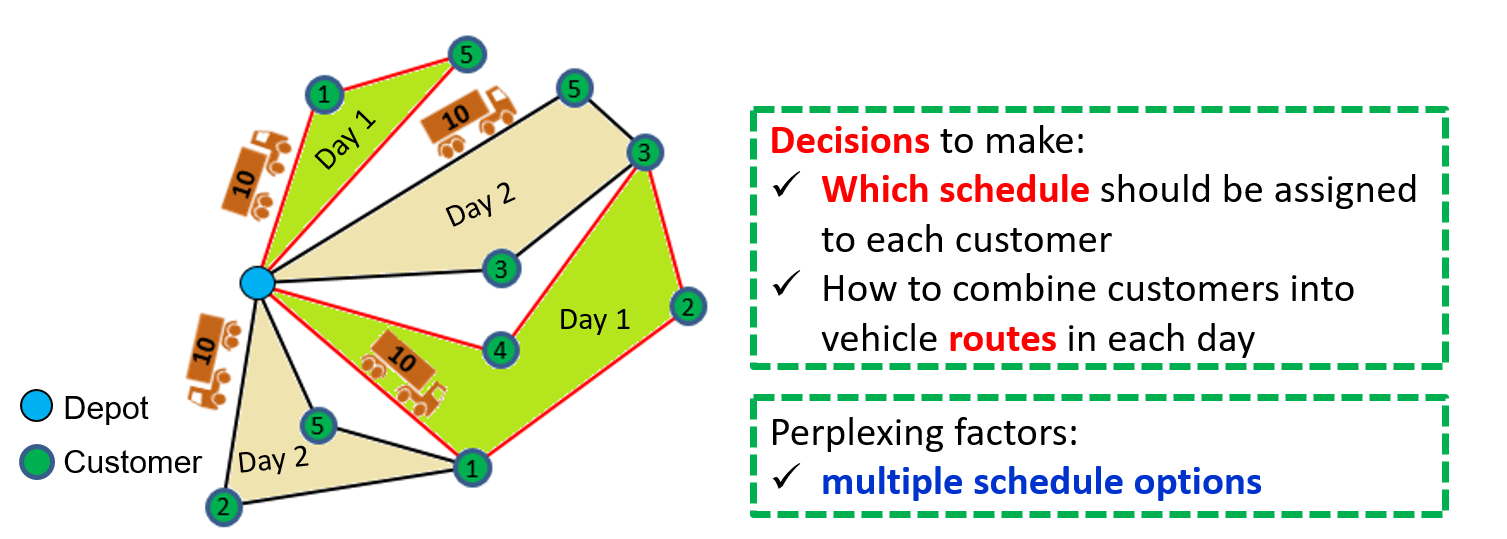 5
1
5
10
Day 1
3
10
Day 2
3
2
Day 1
4
10
10
5
1
Day 2
2
Depot
Customer
Decisions to make:
✓ Which schedule should be assigned
to each customer
✓ How to combine customers into
vehicle routes in each day
Perplexing factors:
✓ multiple schedule options